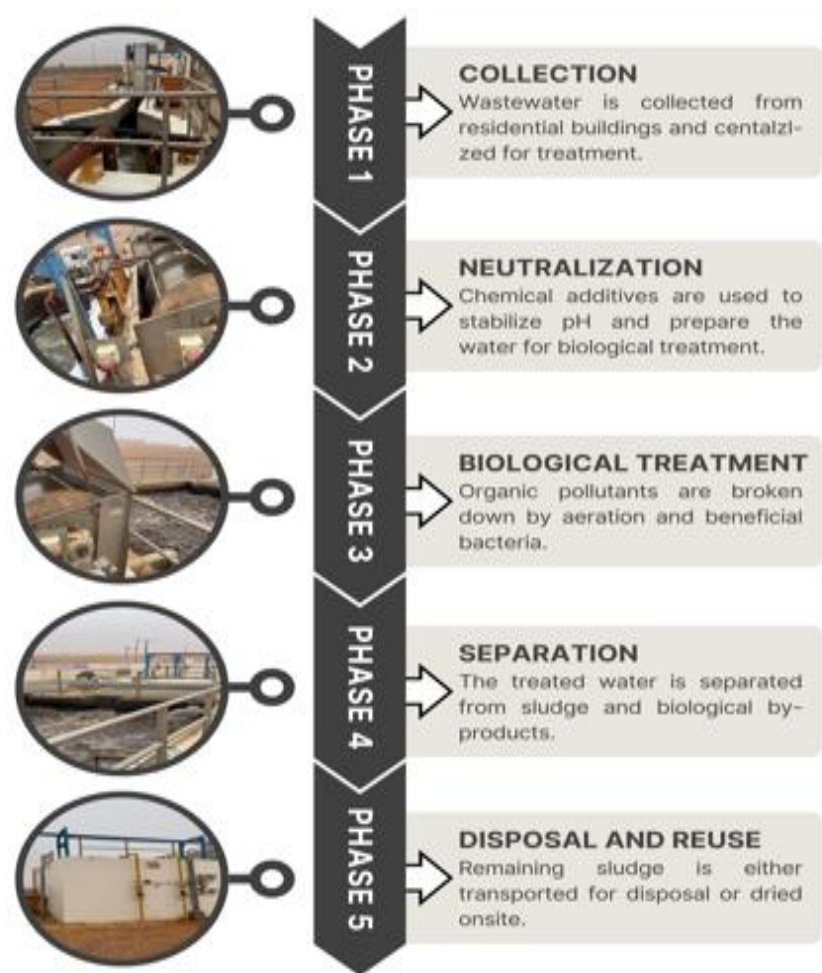 PHASE 1
COLLECTION
Wastewater is collected from
residential buildings and centalzl-
zed for treatment.
PHASE 2
NEUTRALIZATION
Chemical additives are used to
stabilize pH and prepare the
water for biological treatment.
PHASE 3
BIOLOGICAL TREATMENT
Organic pollutants are broken
down by aeration and beneficial
bacteria.
PHASE 4
SEPARATION
The treated water is separated
from sludge and biological by-
products.
PHASE 5
DISPOSAL AND REUSE
Remaining sludge is either
transported for disposal or dried
onsite.